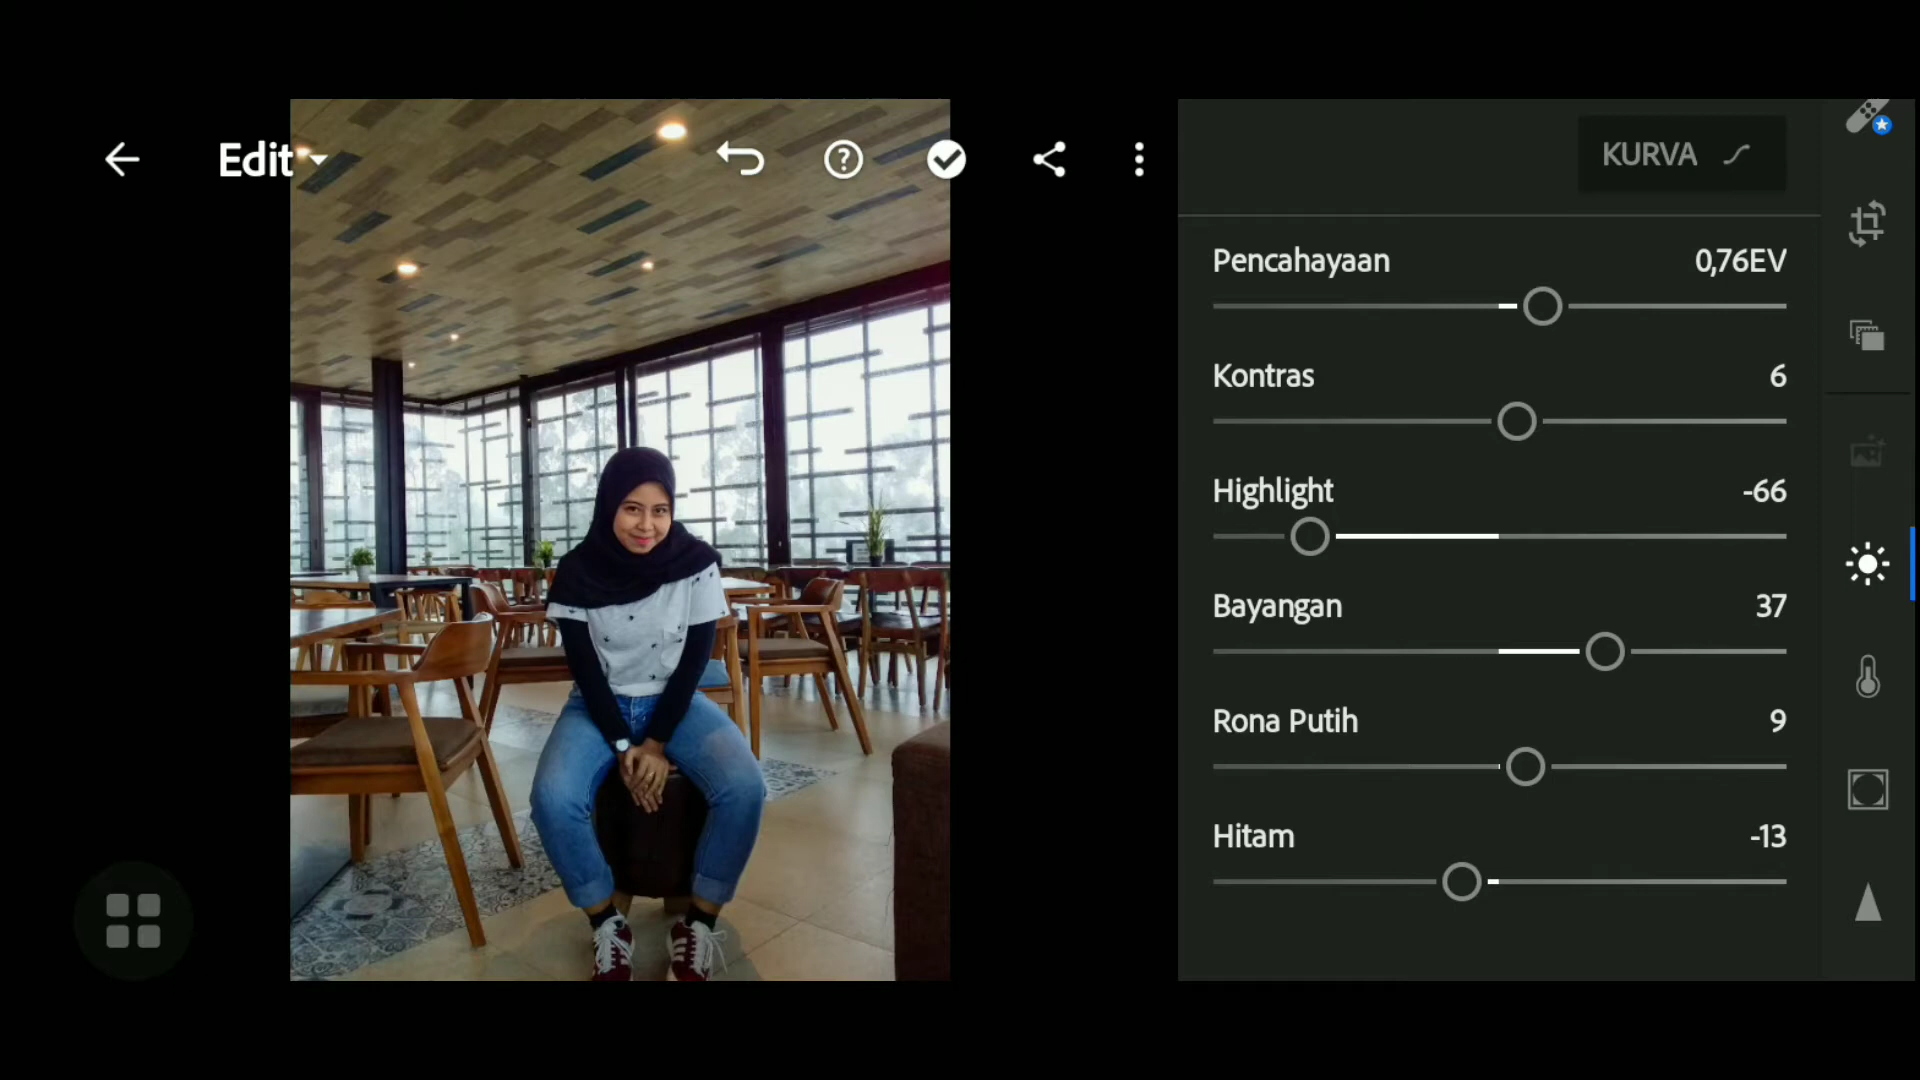 Edit
KURVA
Pencahayaan 0,76EV
Kontras 6
Highlight -66
Bayangan 37
Rona Putih 9
Hitam -13